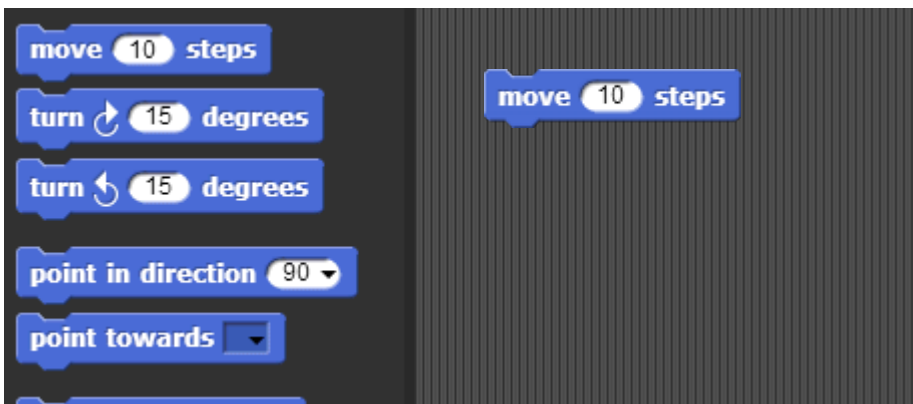 move 10 steps
turn 15 degrees
turn 15 degrees
point in direction 90
point towards
move 10 steps